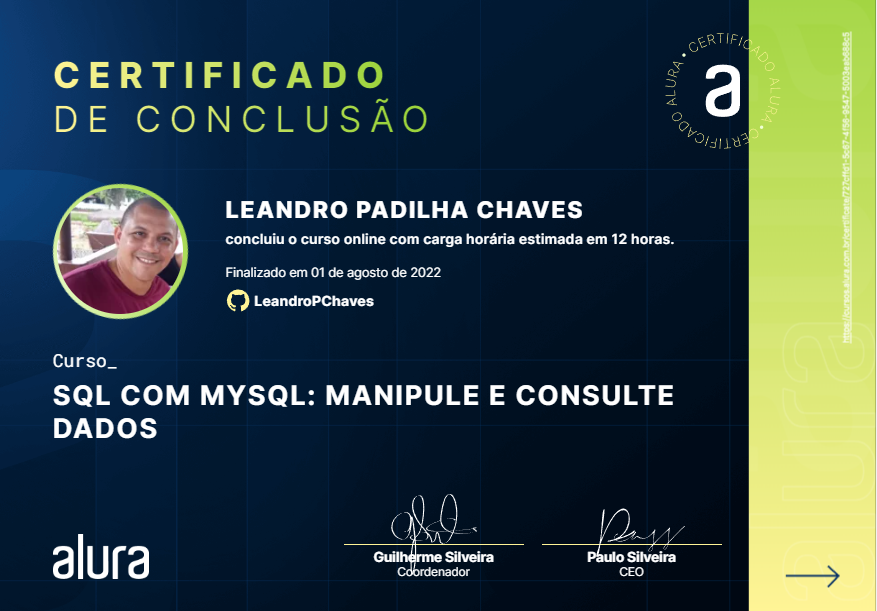 CERTIFICADO
DE CONCLUSÃO
CERTIFICADO ALURA • CERTIFICADO ALURA •
a
LEANDRO PADILHA CHAVES
concluiu o curso online com carga horária estimada em 12 horas.
Finalizado em 01 de agosto de 2022
LeandroPChaves
Curso_
SQL COM MYSQL: MANIPULE E CONSULTE
DADOS
alura
Guilherme Silveira
Coordenador
Paulo Silveira
CEO
alura